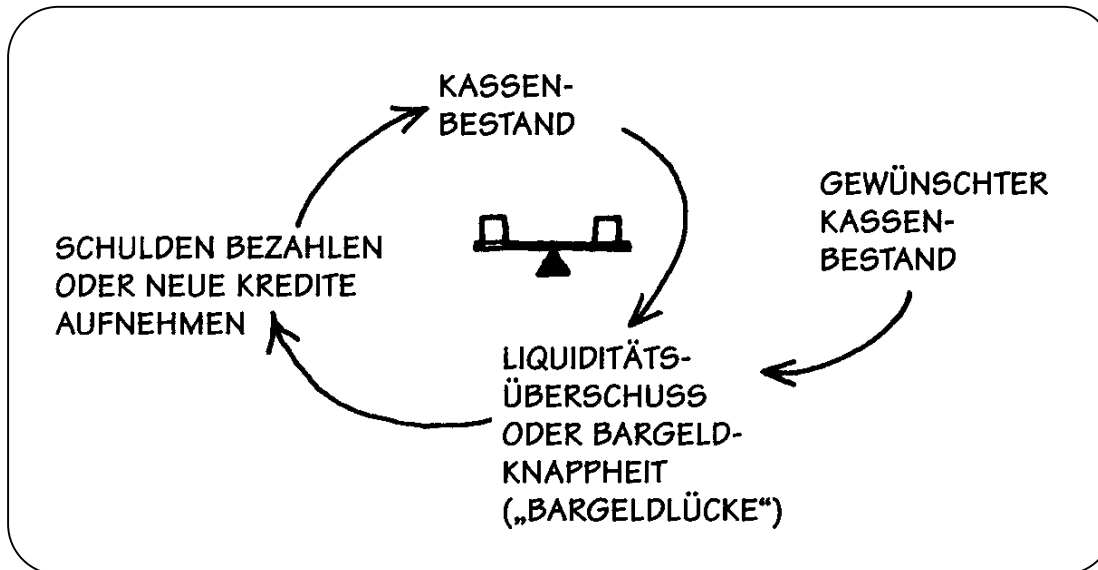 KASSEN-
BESTAND
GEWÜNSCHTER
KASSEN-
BESTAND
SCHULDEN BEZAHLEN
ODER NEUE KREDITE
AUFNEHMEN
LIQUIDITÄTS-
ÜBERSCHUSS
ODER BARGELD-
KNAPPHEIT
(„BARGELDLÜCKE“)